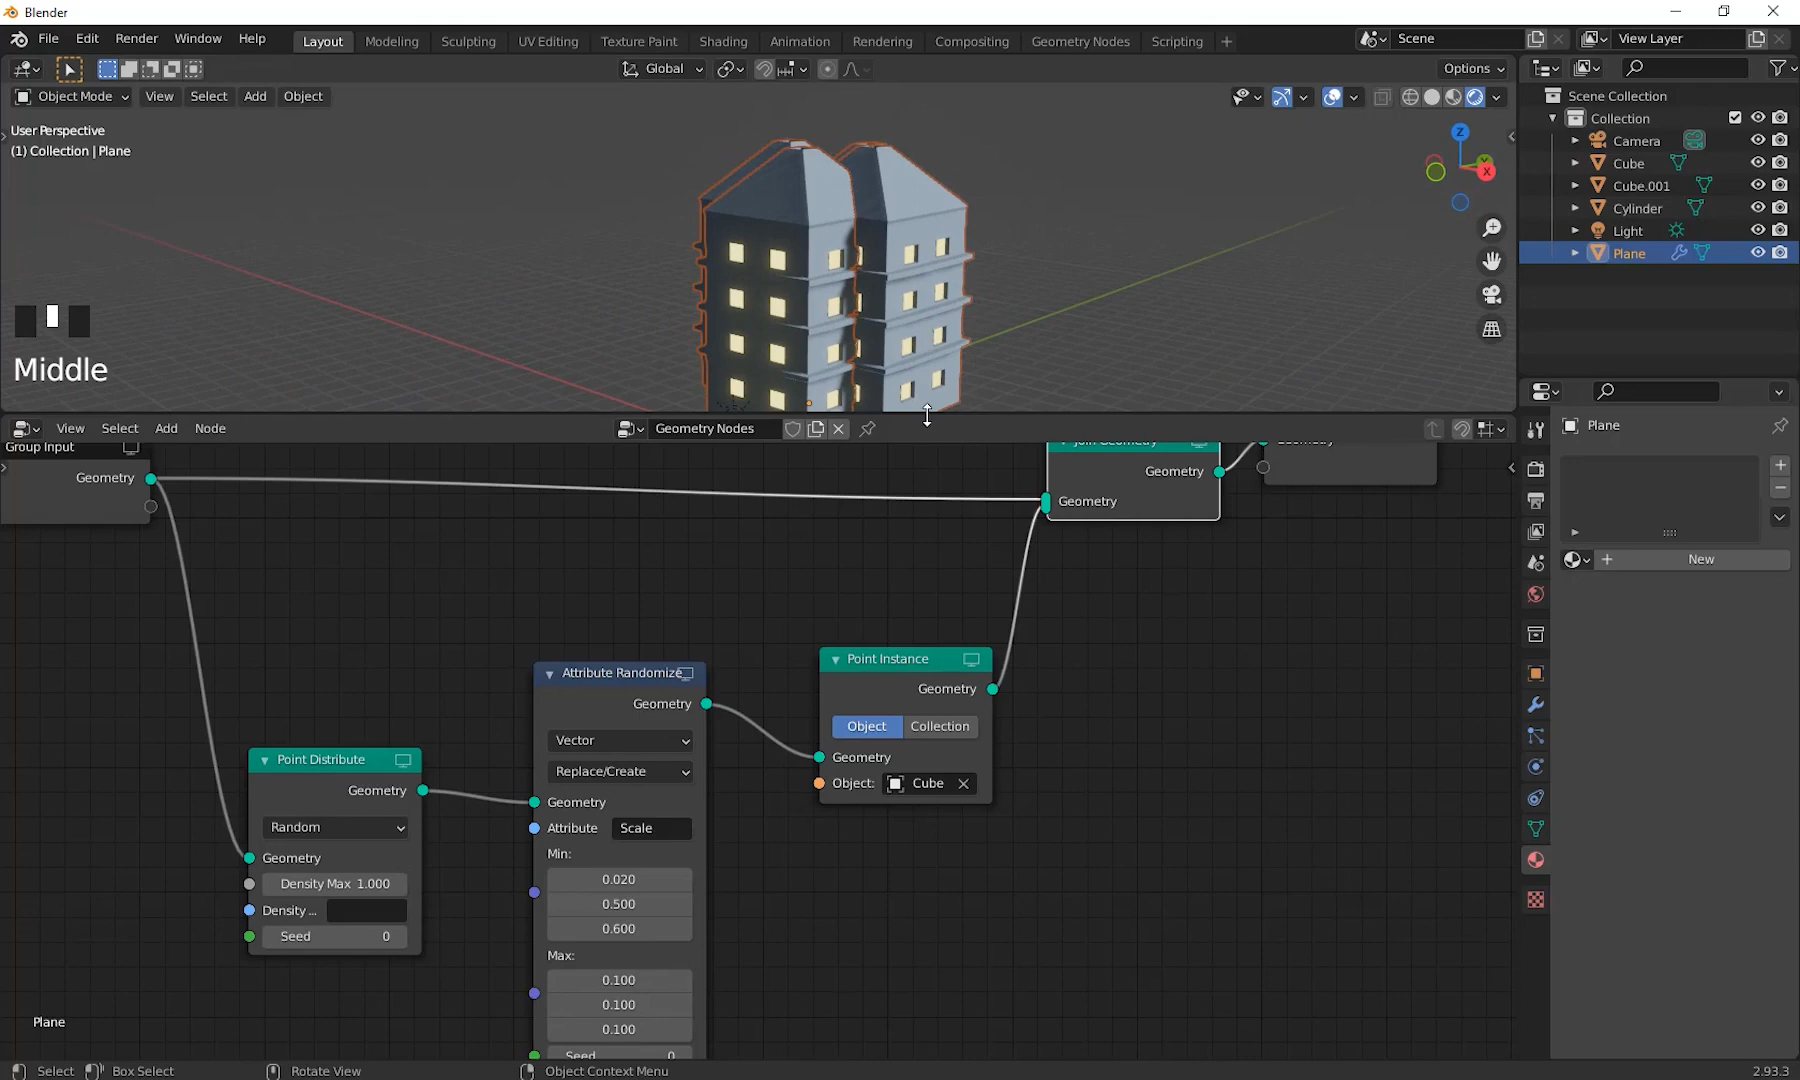 Blender
File Edit Render Window Help
Layout Modeling Sculpting UV Editing Texture Paint Shading Animation Rendering Compositing Geometry Nodes Scripting
Scene
View Layer
Global
Options
Object Mode View Select Add Object
User Perspective
(1) Collection | Plane
Z
X
Middle
Scene Collection
Collection
Camera
Cube
Cube.001
Cylinder
Light
Plane
Plane
New
View Select Add Node
Geometry Nodes
Group Input
Geometry
Join Geometry
Geometry
Geometry
Geometry
Point Distribute
Geometry
Random
Geometry
Density Max 1.000
Density ...
Seed 0
Attribute Randomize
Geometry
Vector
Replace/Create
Geometry
Attribute Scale
Min:
0.020
0.500
0.600
Max:
0.100
0.100
0.100
Seed 0
Point Instance
Geometry
Object Collection
Geometry
Object: Cube
Plane
Select Box Select Rotate View Object Context Menu
2.93.3